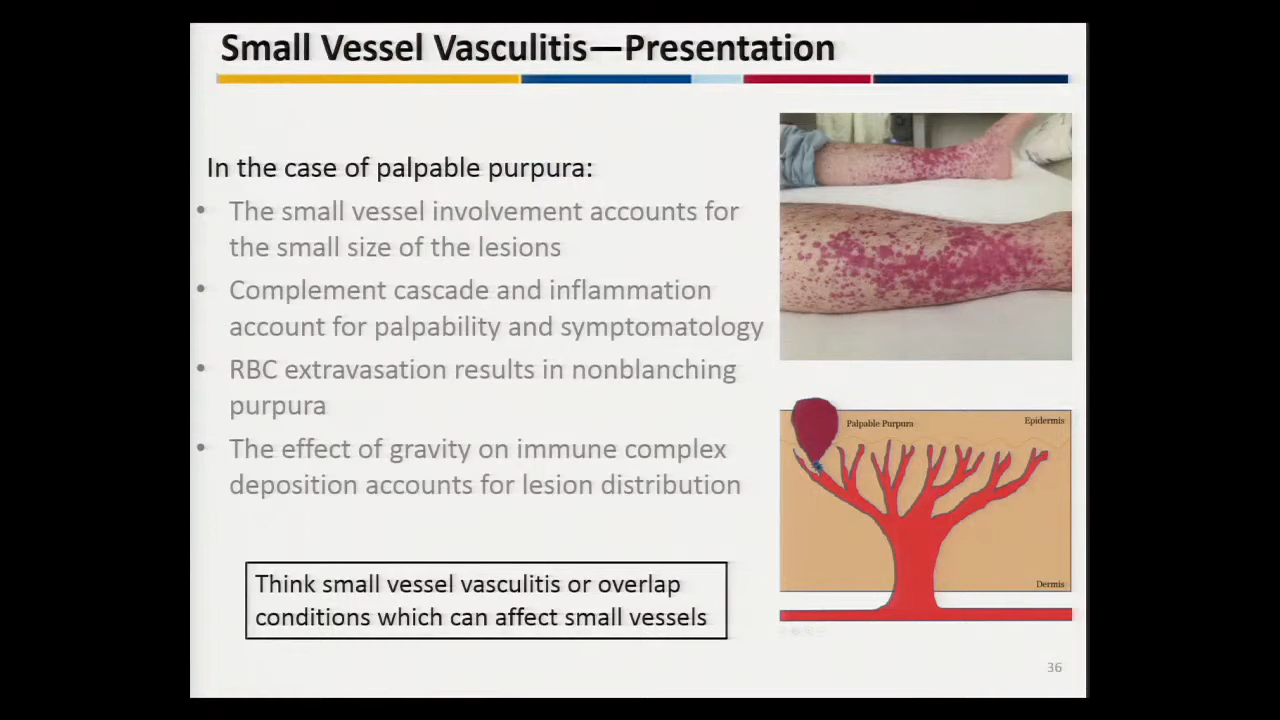 Small Vessel Vasculitis—Presentation
In the case of palpable purpura:
• The small vessel involvement accounts for
the small size of the lesions
• Complement cascade and inflammation
account for palpability and symptomatology
• RBC extravasation results in nonblanching
purpura
• The effect of gravity on immune complex
deposition accounts for lesion distribution
Think small vessel vasculitis or overlap
conditions which can affect small vessels
Palpable Purpura
Epidermis
Dermis
36